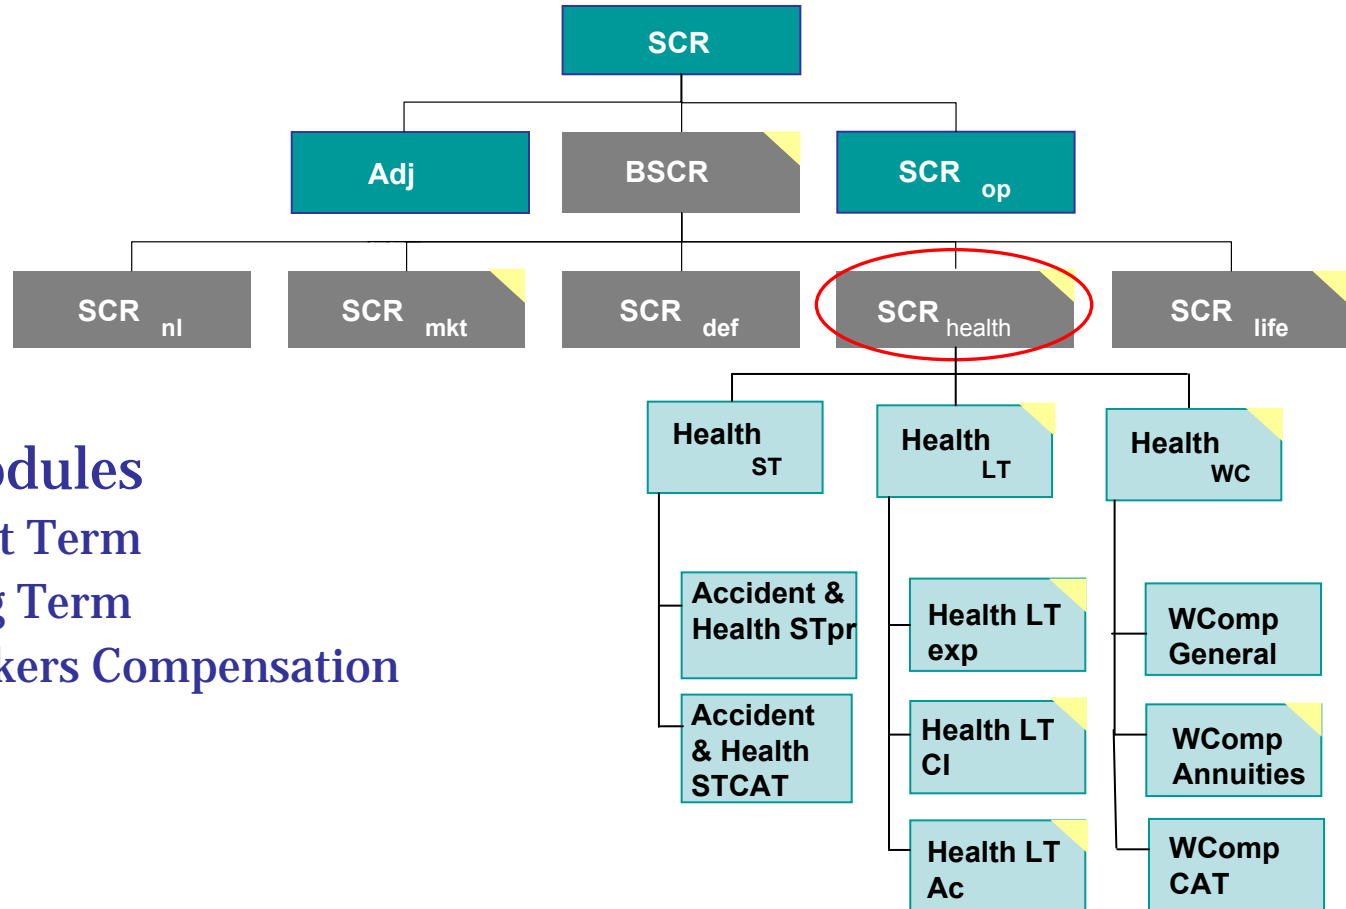 SCR
Adj
BSCR
SCR op
SCR nl
SCR mkt
SCR def
SCR health
SCR life
Health ST
Health LT
Health WC
Term
Term
Compensation
Accident &
Health STpr
Accident
& Health
STCAT
Health LT
exp
Health LT
CI
Health LT
Ac
WComp
General
WComp
Annuities
WComp
CAT